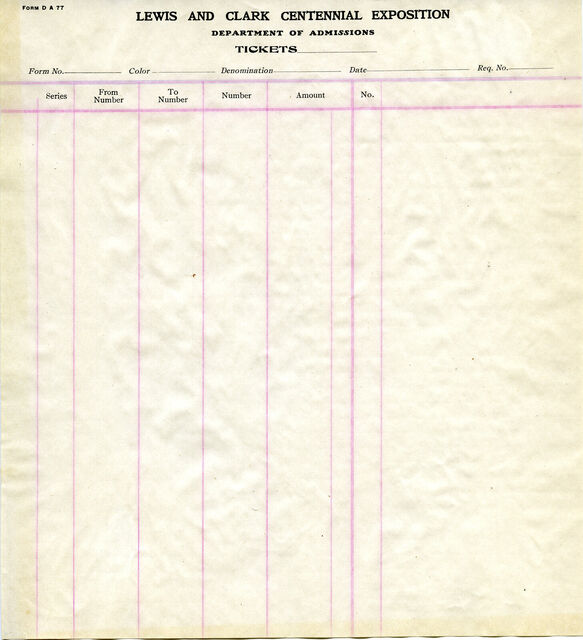 FORM D A 77
LEWIS AND CLARK CENTENNIAL EXPOSITION
DEPARTMENT OF ADMISSIONS
TICKETS
Form No. Color Denomination Date Req. No.
Series From Number To Number Number Amount No.